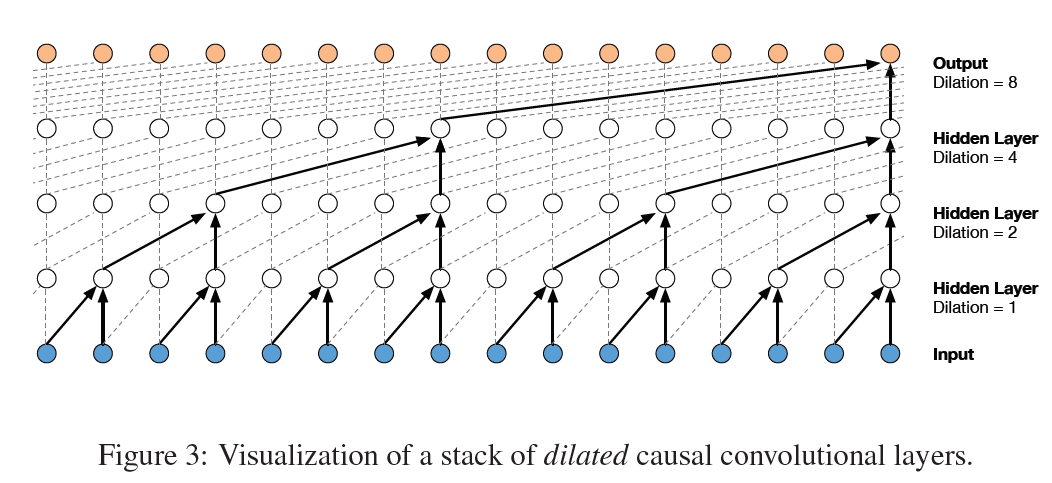 Output
Dilation = 8
Hidden Layer
Dilation = 4
Hidden Layer
Dilation = 2
Hidden Layer
Dilation = 1
Input
Figure 3: Visualization of a stack of dilated causal convolutional layers.